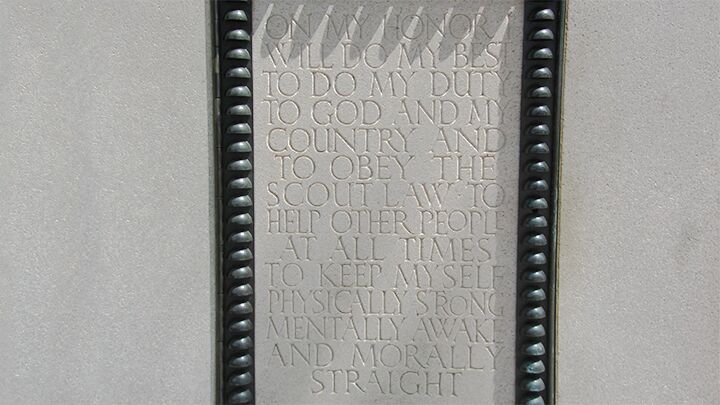 ON MY HONOR I
WILL DO MY BEST
TO DO MY DUTY
TO GOD AND MY
COUNTRY AND
TO OBEY THE
SCOUT LAW TO
HELP OTHER PEOPLE
AT ALL TIMES
TO KEEP MYSELF
PHYSICALLY STRONG
MENTALLY AWAKE
AND MORALLY
STRAIGHT